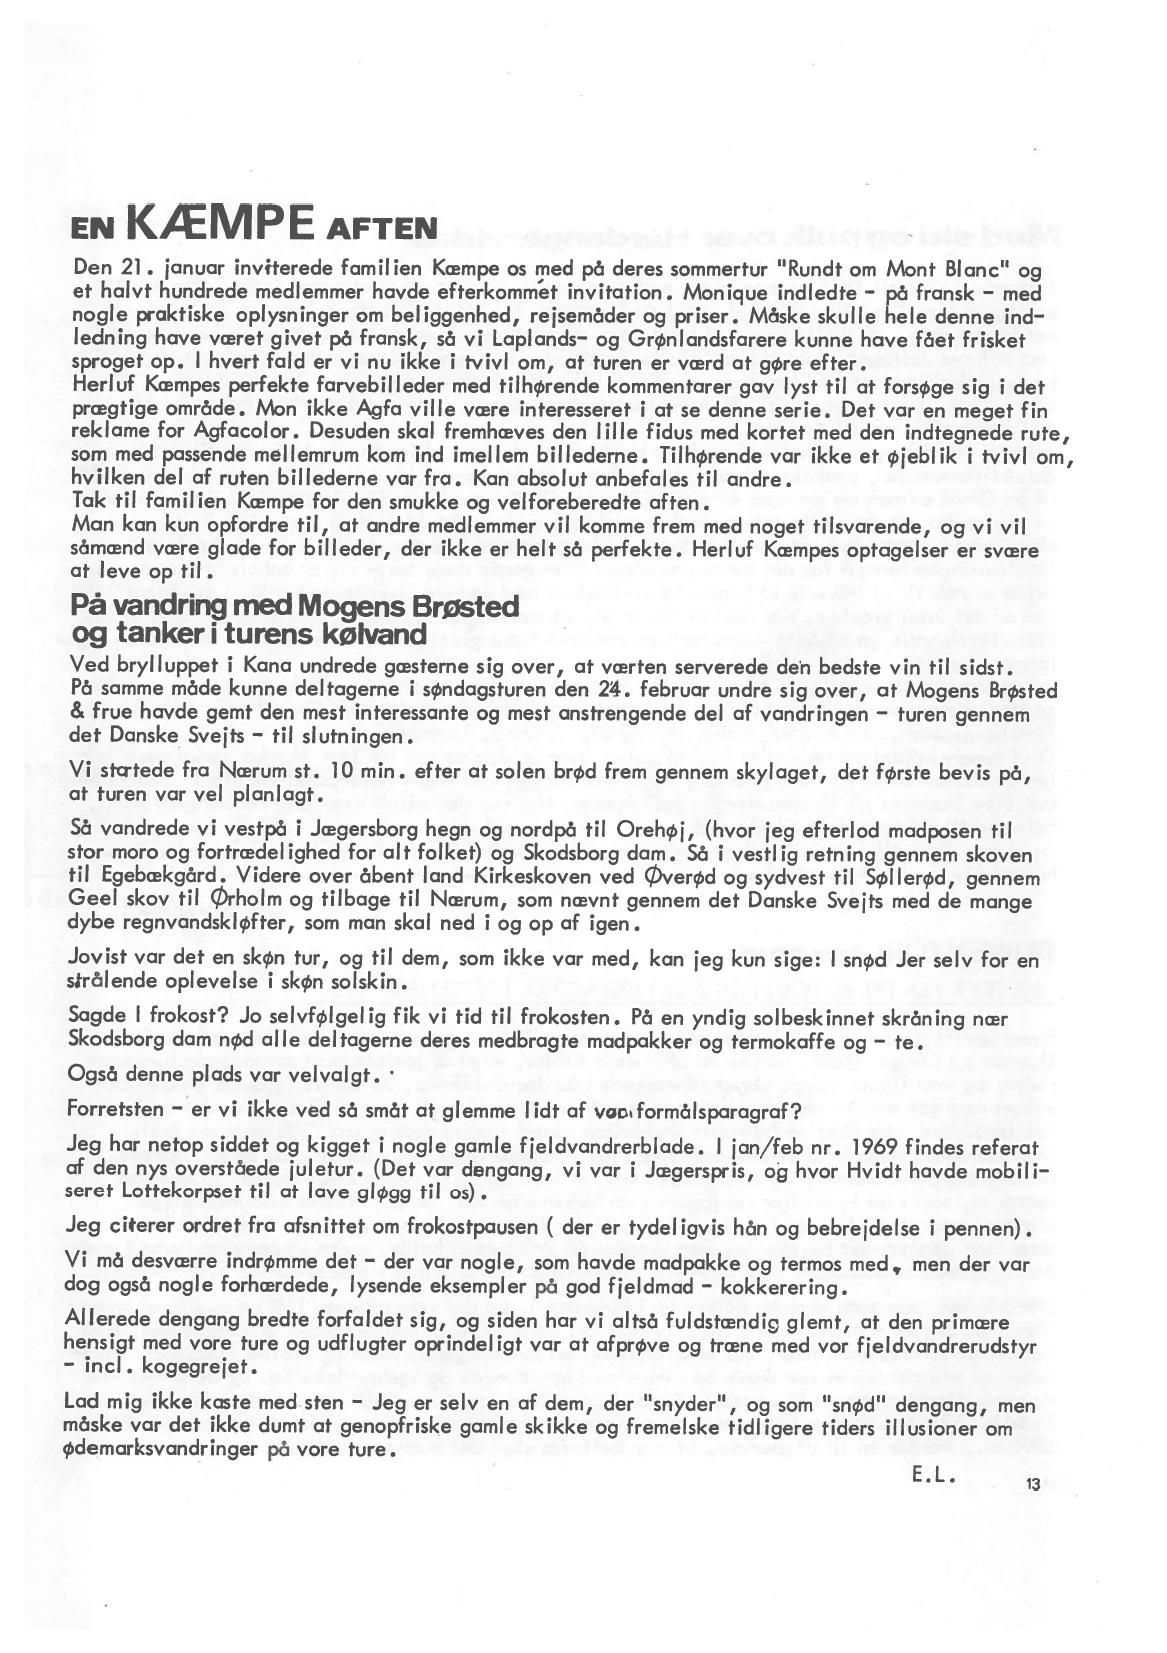 EN KÆMPE AFTEN
Den 21. januar inviterede familien Kæmpe os med på deres sommertur "Rundt om Mont Blanc" og
et halvt hundrede medlemmer havde efterkommet invitation. Monique indledte - på fransk - med
nogle praktiske oplysninger om beliggenhed, rejsemåder og priser. Måske skulle hele denne ind-
ledning have været givet på fransk, så vi Laplands- og Grønlandsfarere kunne have fået frisket
sproget op. I hvert fald er vi nu ikke i tvivl om, at turen er værd at gøre efter.
Herluf Kæmpes perfekte farvebilleder med tilhørende kommentarer gav lyst til at forsøge sig i det
prægtige område. Mon ikke Agfa ville være interesseret i at se denne serie. Det var en meget fin
reklame for Agfacolor. Desuden skal fremhæves den lille fidus med kortet med den indtegnede rute,
som med passende mellemrum kom ind imellem billederne. Tilhørende var ikke et øjeblik i tvivl om,
hvilken del af ruten billederne var fra. Kan absolut anbefales til andre.
Tak til familien Kæmpe for den smukke og velforeberedte aften.
Man kan kun opfordre til, at andre medlemmer vil komme frem med noget tilsvarende, og vi vil
såmænd være glade for billeder, der ikke er helt så perfekte. Herluf Kæmpes optagelser er svære
at leve op til.
På vandring med Mogens Brøsted
og tanker i turens kølvand
Ved brylluppet i Kana undrede gæsterne sig over, at værten serverede den bedste vin til sidst.
På samme måde kunne deltagerne i søndagsturen den 24. februar undre sig over, at Mogens Brøsted
& frue havde gemt den mest interessante og mest anstrengende del af vandringen - turen gennem
det Danske Svejts - til slutningen.
Vi startede fra Nærum st. 10 min. efter at solen brød frem gennem skylaget, det første bevis på,
at turen var vel planlagt.
Så vandrede vi vestpå i Jægersborg hegn og nordpå til Orehøj, (hvor jeg efterlod madposen til
stor moro og fortrædelighed for alt folket) og Skodsborg dam. Så i vestlig retning gennem skoven
til Egebækgård. Videre over åbent land Kirkeskoven ved Øverød og sydvest til Søllerød, gennem
Geel skov til Ørholm og tilbage til Nærum, som nævnt gennem det Danske Svejts med de mange
dybe regnvandskløfter, som man skal ned i og op af igen.
Jovist var det en skøn tur, og til dem, som ikke var med, kan jeg kun sige: I snød Jer selv for en
strålende oplevelse i skøn solskin.
Sagde I frokost? Jo selvfølgelig fik vi tid til frokosten. På en yndig solbeskinnet skråning nær
Skodsborg dam nød alle deltagerne deres medbragte madpakker og termokaffe og - te.
Også denne plads var velvalgt.
Forretsten - er vi ikke ved så småt at glemme lidt af formålsparagraf?
Jeg har netop siddet og kigget i nogle gamle fjeldvandrerblade. I jan/feb nr. 1969 findes referat
af den nys overståede juletur. (Det var dengang, vi var i Jægerspris, og hvor Hvidt havde mobili-
seret Lottekorpset til at lave gløgg til os).
Jeg citerer ordret fra afsnittet om frokostpausen ( der er tydeligvis hån og bebrejdelse i pennen).
Vi må desværre indrømme det - der var nogle, som havde madpakke og termos med, men der var
dog også nogle forhærdede, lysende eksempler på god fjeldmad - kokkerering.
Allerede dengang bredte forfaldet sig, og siden har vi altså fuldstændig glemt, at den primære
hensigt med vore ture og udflugter oprindeligt var at afprøve og træne med vor fjeldvandrerudstyr
- incl. kogegrejet.
Lad mig ikke kaste med sten - Jeg er selv en af dem, der "snyder", og som "snød" dengang, men
måske var det ikke dumt at genopfriske gamle skikke og fremelske tidligere tiders illusioner om
ødemarksvandringer på vore ture.
E.L.
13